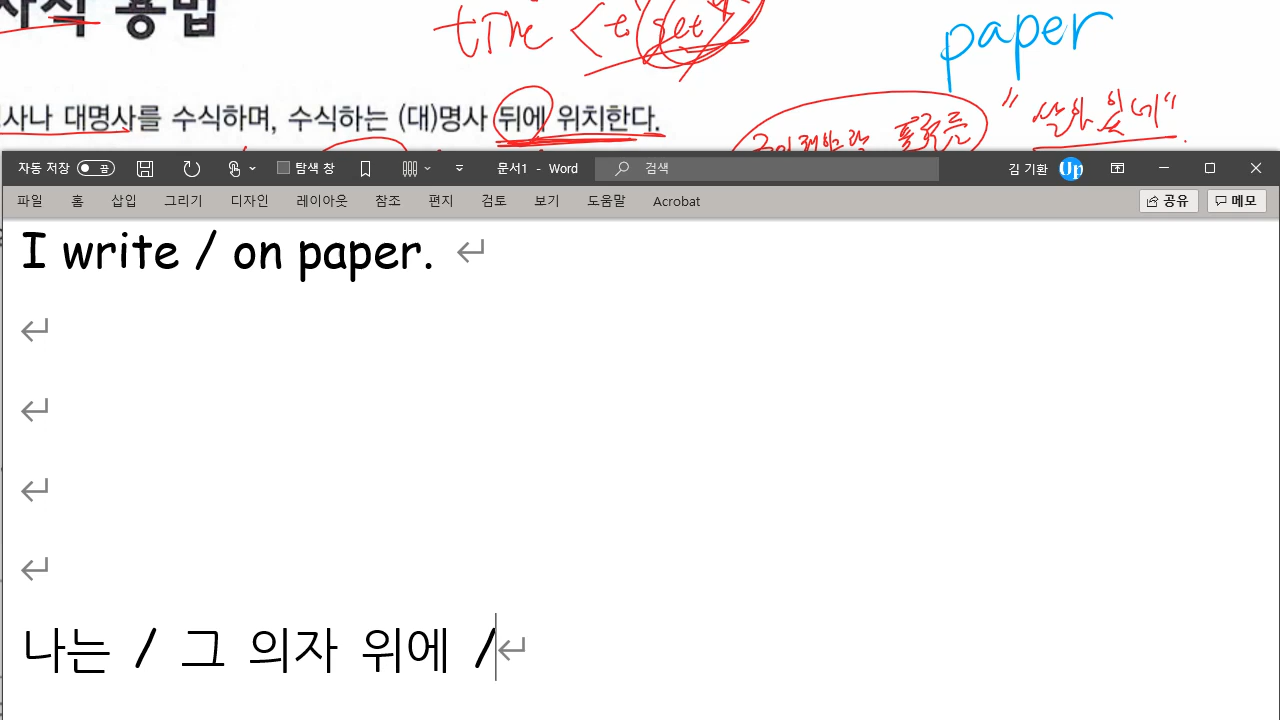 용법
paper
사나 대명사를 수식하며, 수식하는 (대)명사 뒤에 위치한다.
자동 저장 끔 탐색 창 문서1 - Word 검색 김 기환 Up
파일 홈 삽입 그리기 디자인 레이아웃 참조 편지 검토 보기 도움말 Acrobat 공유 메모
I write / on paper.
나는 / 그 의자 위에 /